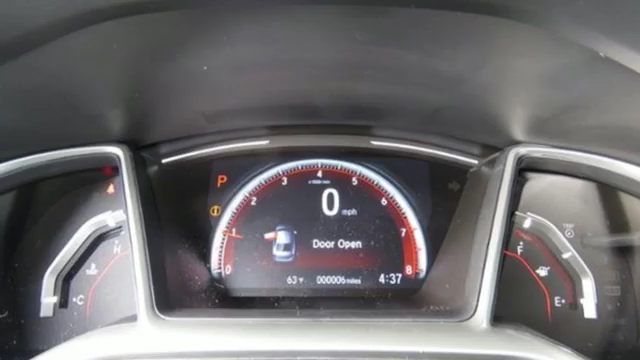 P
0 1 2 3 4 5 6 7 8
0 mph
Door Open
63°F 000006 miles 4:37
H
°C
F
E